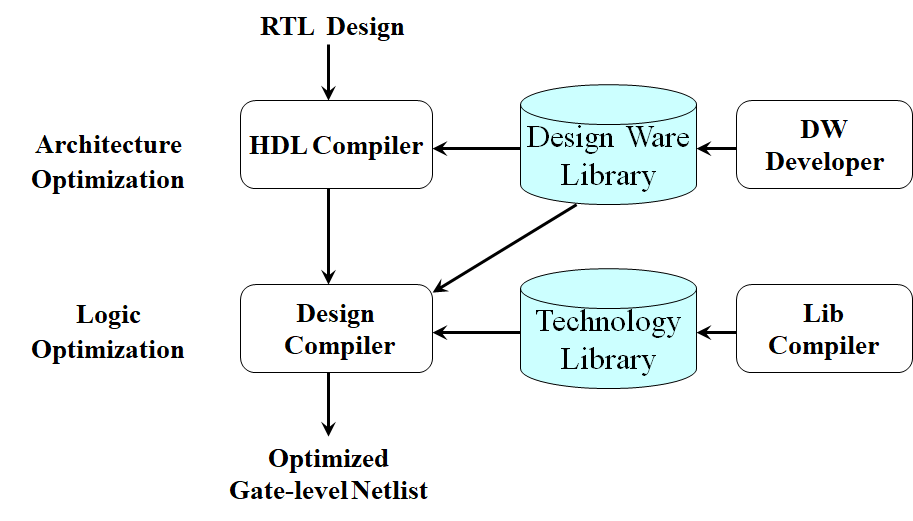 RTL Design
Architecture
Optimization
HDL Compiler
Design Ware
Library
DW
Developer
Logic
Optimization
Design
Compiler
Technology
Library
Lib
Compiler
Optimized
Gate-level Netlist